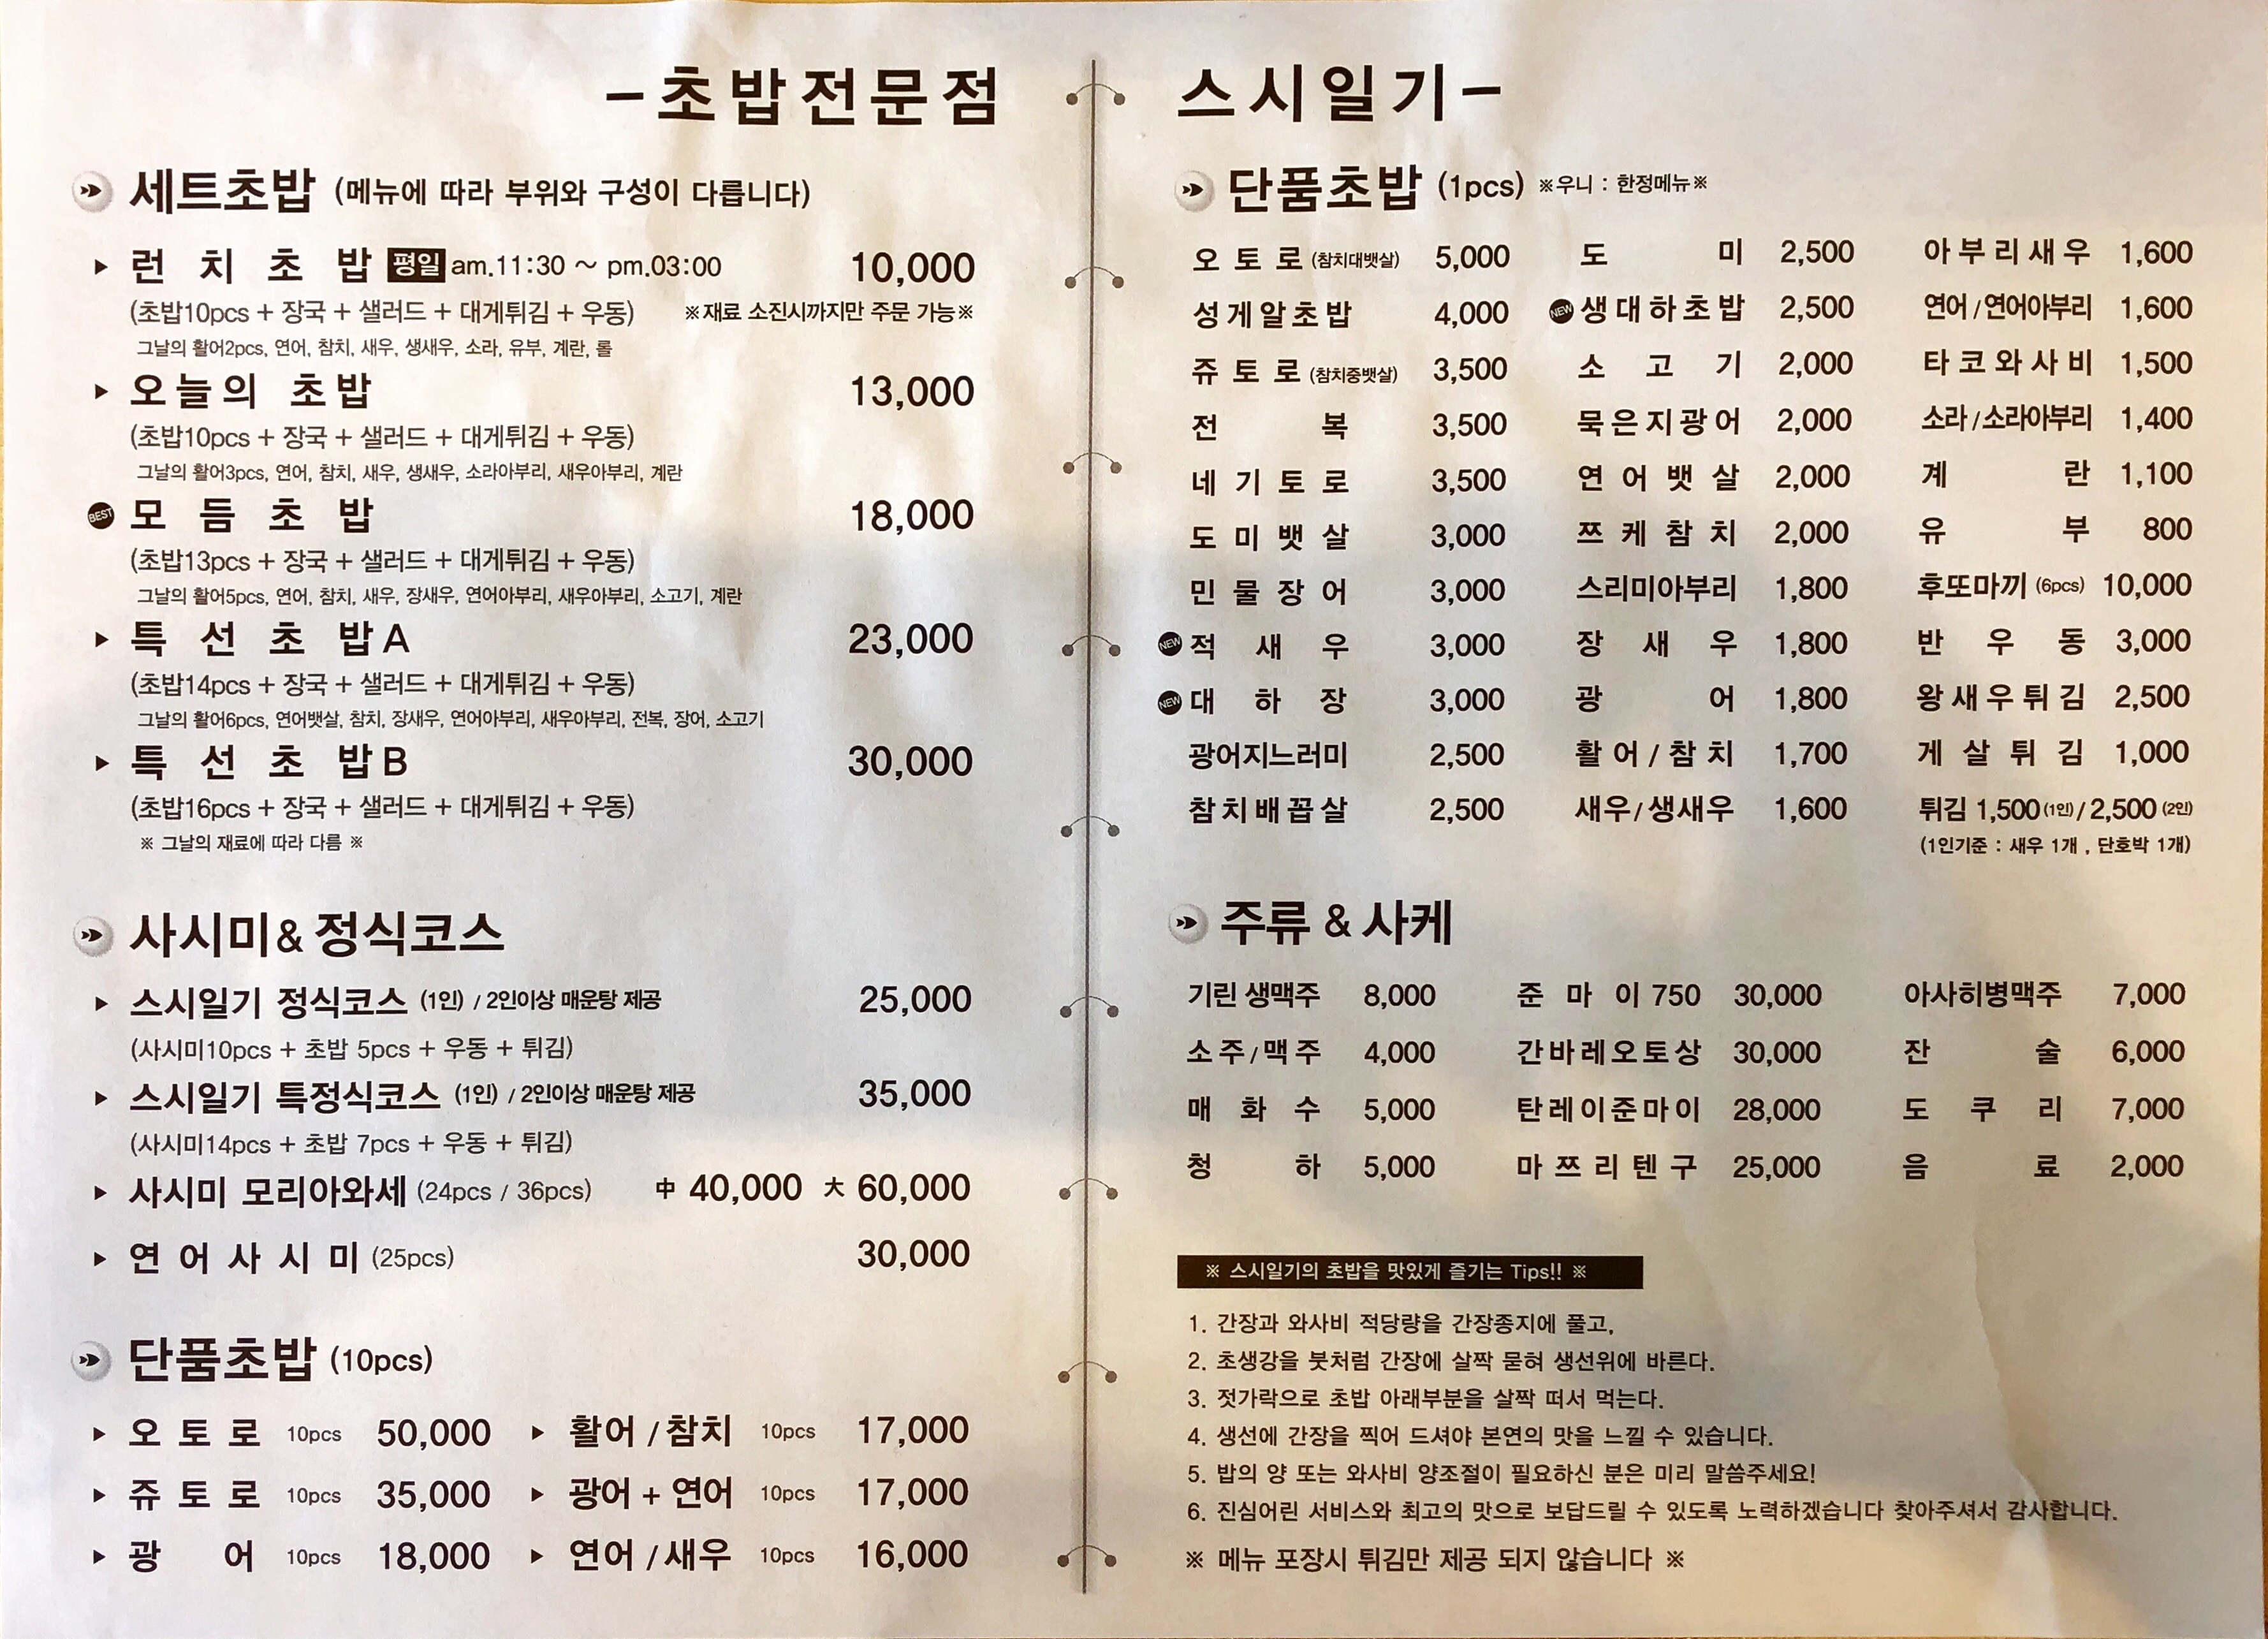 -초밥전문점 스시일기-
세트초밥 (메뉴에 따라 부위와 구성이 다릅니다)
▶ 런치초밥 평일 am.11:30 ~ pm.03:00 10,000
(초밥10pcs + 장국 + 샐러드 + 대게튀김 + 우동) ※재료 소진시까지만 주문 가능※
그날의 활어2pcs, 연어, 참치, 새우, 생새우, 소라, 유부, 계란, 롤
▶ 오늘의 초밥 13,000
(초밥10pcs + 장국 + 샐러드 + 대게튀김 + 우동)
그날의 활어3pcs, 연어, 참치, 새우, 생새우, 소라아부리, 새우아부리, 계란
BEST 모듬초밥 18,000
(초밥13pcs + 장국 + 샐러드 + 대게튀김 + 우동)
그날의 활어5pcs, 연어, 참치, 새우, 장새우, 연어아부리, 새우아부리, 소고기, 계란
▶ 특선초밥A 23,000
(초밥14pcs + 장국 + 샐러드 + 대게튀김 + 우동)
그날의 활어6pcs, 연어뱃살, 참치, 장새우, 연어아부리, 새우아부리, 전복, 장어, 소고기
▶ 특선초밥B 30,000
(초밥16pcs + 장국 + 샐러드 + 대게튀김 + 우동)
※ 그날의 재료에 따라 다름 ※
사시미& 정식코스
▶ 스시일기 정식코스 (1인) / 2인이상 매운탕 제공 25,000
(사시미10pcs + 초밥 5pcs + 우동 + 튀김)
▶ 스시일기 특정식코스 (1인) / 2인이상 매운탕 제공 35,000
(사시미14pcs + 초밥 7pcs + 우동 + 튀김)
▶ 사시미 모리아와세 (24pcs / 36pcs) 中 40,000 大 60,000
▶ 연어사시미 (25pcs) 30,000
단품초밥 (10pcs)
▶ 오토로 10pcs 50,000 ▶ 활어 / 참치 10pcs 17,000
▶ 쥬토로 10pcs 35,000 ▶ 광어 + 연어 10pcs 17,000
▶ 광어 10pcs 18,000 ▶ 연어 / 새우 10pcs 16,000
단품초밥 (1pcs) ※우니 : 한정메뉴※
오토로 (참치대뱃살) 5,000 도미 2,500 아부리새우 1,600
성게알초밥 4,000 NEW 생대하초밥 2,500 연어 / 연어아부리 1,600
쥬토로 (참치중뱃살) 3,500 소고기 2,000 타코와사비 1,500
전복 3,500 묵은지광어 2,000 소라 / 소라아부리 1,400
네기토로 3,500 연어뱃살 2,000 계란 1,100
도미뱃살 3,000 쯔케참치 2,000 유부 800
민물장어 3,000 스리미아부리 1,800 후또마끼 (6pcs) 10,000
NEW 적새우 3,000 장새우 1,800 반우동 3,000
NEW 대하장 3,000 광어 1,800 왕새우튀김 2,500
광어지느러미 2,500 활어 / 참치 1,700 게살튀김 1,000
참치배꼽살 2,500 새우/생새우 1,600 튀김 1,500 (1인) / 2,500 (2인)
(1인기준 : 새우 1개 , 단호박 1개)
주류 & 사케
기린 생맥주 8,000 준마이 750 30,000 아사히병맥주 7,000
소주/맥주 4,000 간바레오토상 30,000 잔술 6,000
매화수 5,000 탄레이준마이 28,000 도쿠리 7,000
청하 5,000 마쯔리텐구 25,000 음료 2,000
※ 스시일기의 초밥을 맛있게 즐기는 Tips!! ※
1. 간장과 와사비 적당량을 간장종지에 풀고,
2. 초생강을 붓처럼 간장에 살짝 묻혀 생선위에 바른다.
3. 젓가락으로 초밥 아래부분을 살짝 떠서 먹는다.
4. 생선에 간장을 찍어 드셔야 본연의 맛을 느낄 수 있습니다.
5. 밥의 양 또는 와사비 양조절이 필요하신 분은 미리 말씀주세요!
6. 진심어린 서비스와 최고의 맛으로 보답드릴 수 있도록 노력하겠습니다 찾아주셔서 감사합니다.
※ 메뉴 포장시 튀김만 제공 되지 않습니다 ※